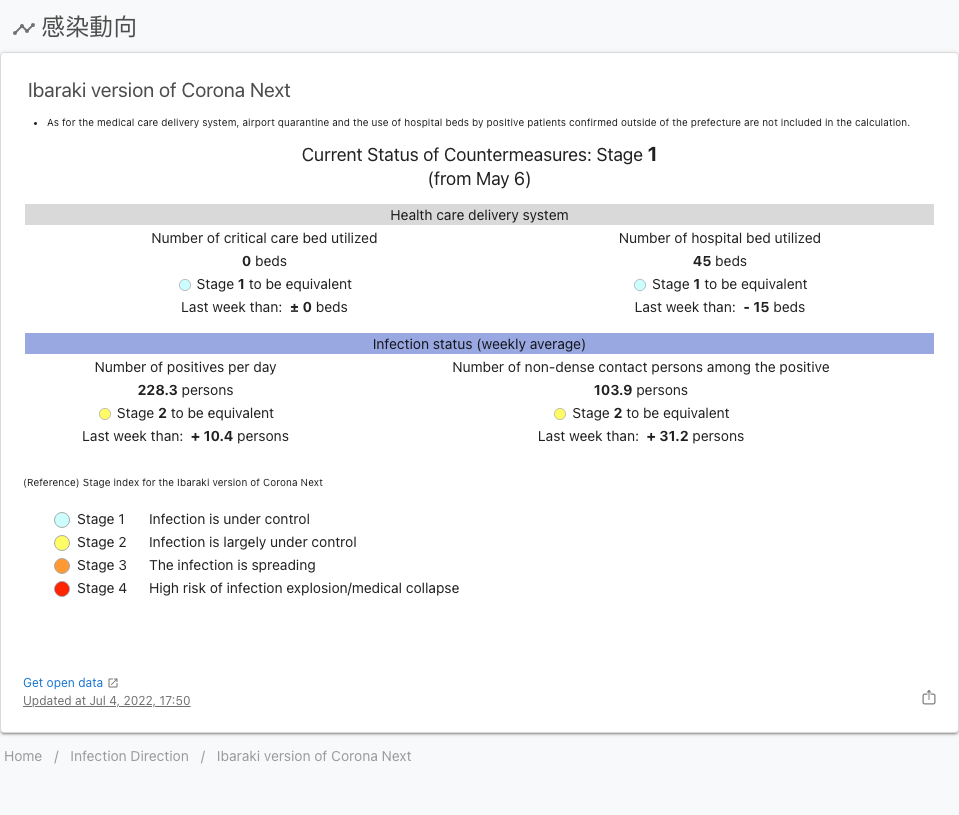 感染動向
Ibaraki version of Corona Next
• As for the medical care delivery system, airport quarantine and the use of hospital beds by positive patients confirmed outside of the prefecture are not included in the calculation.
Current Status of Countermeasures: Stage 1
(from May 6)
Health care delivery system
Number of critical care bed utilized
0 beds
Stage 1 to be equivalent
Last week than: ± 0 beds
Number of hospital bed utilized
45 beds
Stage 1 to be equivalent
Last week than: - 15 beds
Infection status (weekly average)
Number of positives per day
228.3 persons
Stage 2 to be equivalent
Last week than: + 10.4 persons
Number of non-dense contact persons among the positive
103.9 persons
Stage 2 to be equivalent
Last week than: + 31.2 persons
(Reference) Stage index for the Ibaraki version of Corona Next
Stage 1 Infection is under control
Stage 2 Infection is largely under control
Stage 3 The infection is spreading
Stage 4 High risk of infection explosion/medical collapse
Get open data
Updated at Jul 4, 2022, 17:50
Home / Infection Direction / Ibaraki version of Corona Next